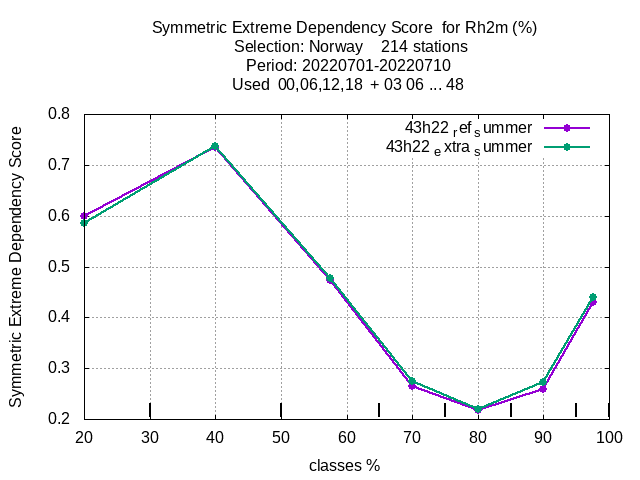 Symmetric Extreme Dependency Score for Rh2m (%)
Selection: Norway 214 stations
Period: 20220701-20220710
Used 00,06,12,18 + 03 06 ... 48
43h22 ref summer
43h22 extra summer
Symmetric Extreme Dependency Score
0.8
0.7
0.6
0.5
0.4
0.3
0.2
20 30 40 50 60 70 80 90 100
classes %